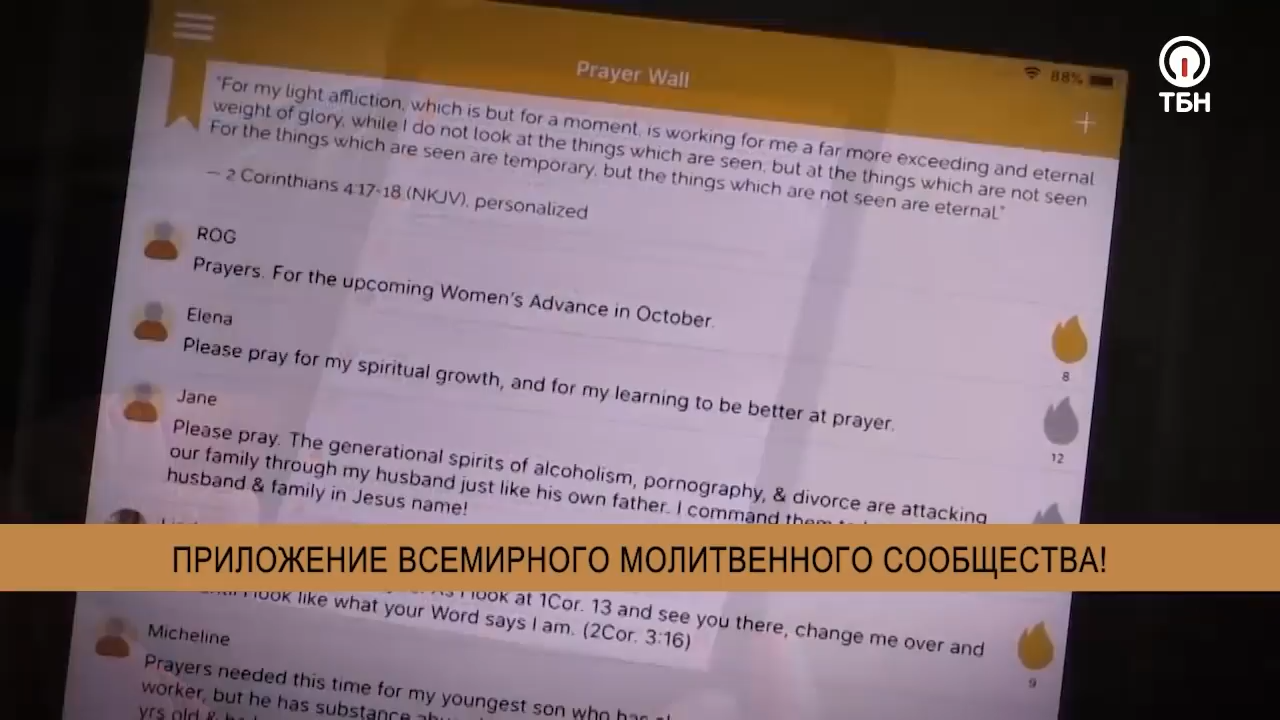 Prayer Wall
88%
ТБН
"For my light affliction, which is but for a moment, is working for me a far more exceeding and eternal
weight of glory, while I do not look at the things which are seen, but at the things which are not seen
For the things which are seen are temporary, but the things which are not seen are eternal."
— 2 Corinthians 4:17-18 (NKJV), personalized
ROG
Prayers. For the upcoming Women's Advance in October.
8
Elena
Please pray for my spiritual growth, and for my learning to be better at prayer.
12
Jane
Please pray. The generational spirits of alcoholism, pornography, & divorce are attacking
our family through my husband just like his own father. I command them
husband & family in Jesus name!
ПРИЛОЖЕНИЕ ВСЕМИРНОГО МОЛИТВЕННОГО СООБЩЕСТВА!
look at 1Cor. 13 and see you there, change me over and
I look like what your Word says I am. (2Cor. 3:16)
9
Micheline
Prayers needed this time for my youngest son who has
worker, but he has substance
yrs old &